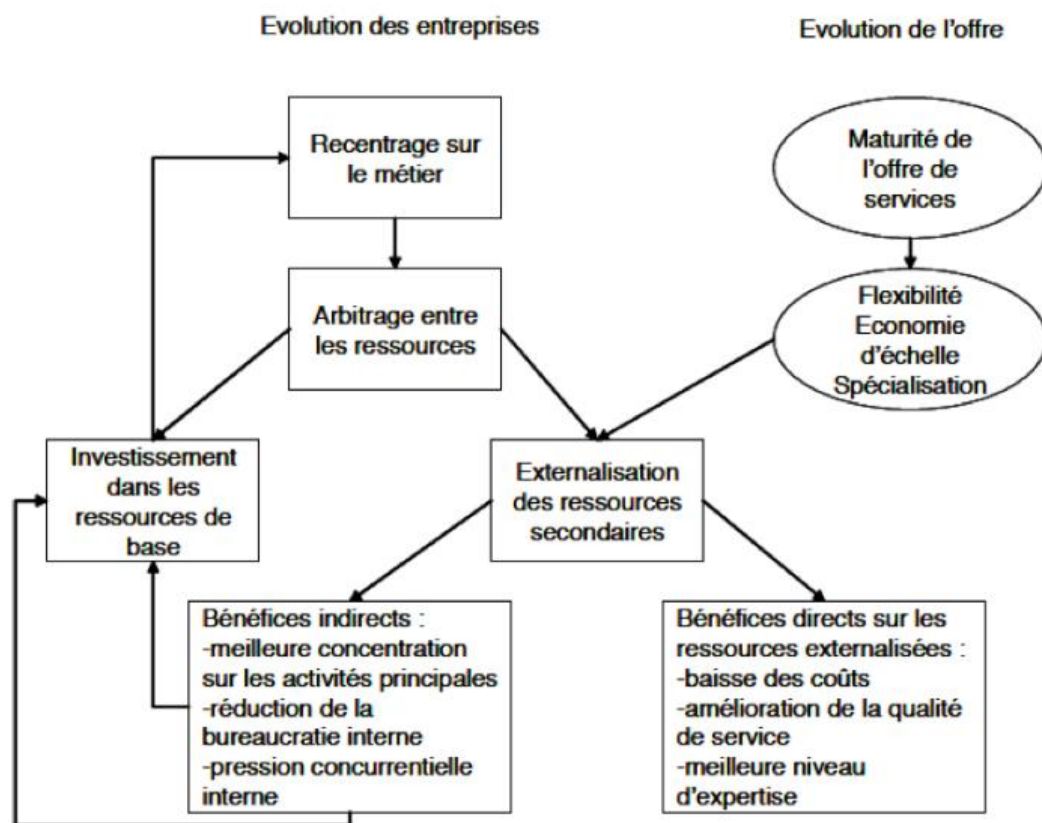 Evolution des entreprises
Evolution de l'offre
Recentrage sur
le métier
Maturité de
l'offre de
services
Arbitrage entre
les ressources
Flexibilité
Economie
d'échelle
Spécialisation
Investissement
dans les
ressources de
base
Externalisation
des ressources
secondaires
Bénéfices indirects :
-meilleure concentration
sur les activités principales
-réduction de la
bureaucratie interne
-pression concurrentielle
interne
Bénéfices directs sur les
ressources externalisées :
-baisse des coûts
-amélioration de la qualité
de service
-meilleure niveau
d'expertise